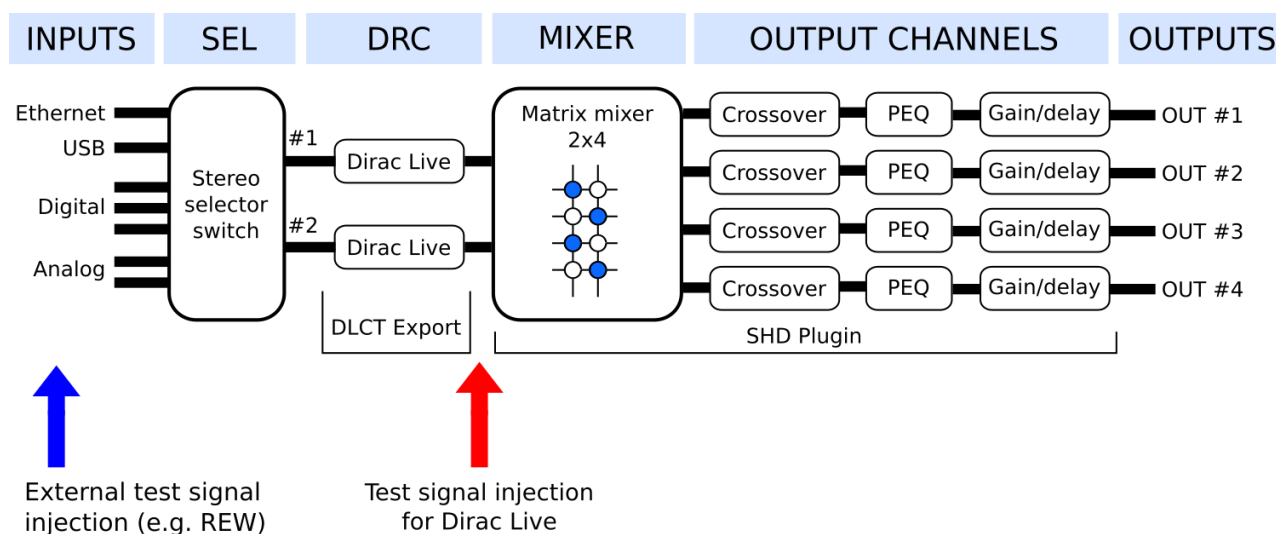 INPUTS SEL DRC MIXER OUTPUT CHANNELS OUTPUTS
Ethernet
USB
Digital
Analog
Stereo
selector
switch
#1
#2
Dirac Live
Dirac Live
DLCT Export
Matrix mixer
2x4
Crossover PEQ Gain/delay OUT #1
Crossover PEQ Gain/delay OUT #2
Crossover PEQ Gain/delay OUT #3
Crossover PEQ Gain/delay OUT #4
SHD Plugin
External test signal
injection (e.g. REW)
Test signal injection
for Dirac Live